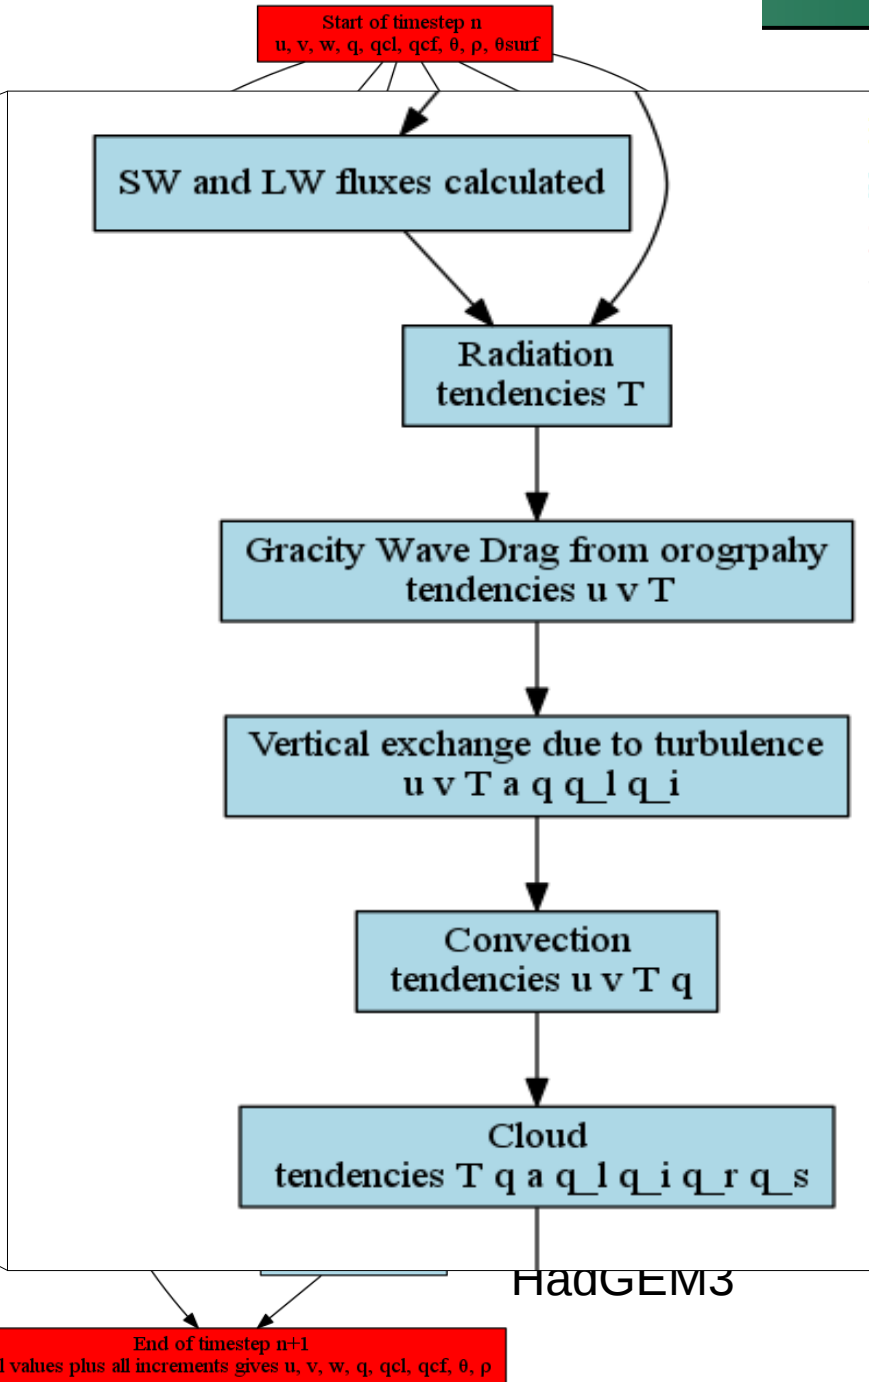 Start of timestep n
u, v, w, q, qcl, qcf, θ, ρ, θsurf
SW and LW fluxes calculated
Radiation
tendencies T
Gracity Wave Drag from orogrpahy
tendencies u v T
Vertical exchange due to turbulence
u v T a q q_l q_i
Convection
tendencies u v T q
Cloud
tendencies T q a q_l q_i q_r q_s
HadGEM3
End of timestep n+1
values plus all increments gives u, v, w, q, qcl, qcf, θ, ρ